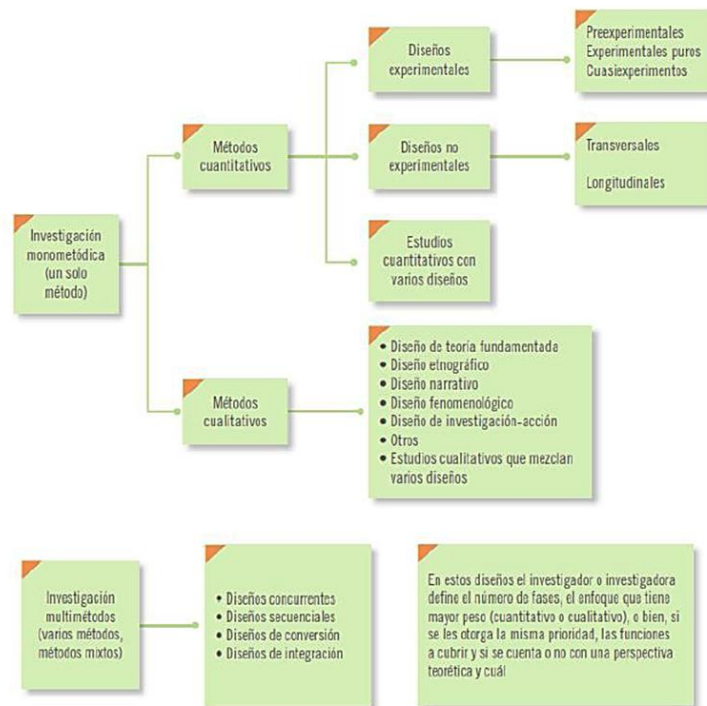 Preexperimentales
Experimentales puros
Cuasiexperimentos
Diseños
experimentales
Métodos
cuantitativos
Diseños no
experimentales
Transversales
Longitudinales
Investigación
monometódica
(un solo
método)
Estudios
cuantitativos con
varios diseños
Métodos
cualitativos
• Diseño de teoría fundamentada
• Diseño etnográfico
• Diseño narrativo
• Diseño fenomenológico
• Diseño de investigación-acción
• Otros
• Estudios cualitativos que mezclan
varios diseños
Investigación
multimétodos
(varios métodos,
métodos mixtos)
• Diseños concurrentes
• Diseños secuenciales
• Diseños de conversión
• Diseños de integración
En estos diseños el investigador o investigadora
define el número de fases, el enfoque que tiene
mayor peso (cuantitativo o cualitativo), o bien, si
se les otorga la misma prioridad, las funciones
a cubrir y si se cuenta o no con una perspectiva
teorética y cuál